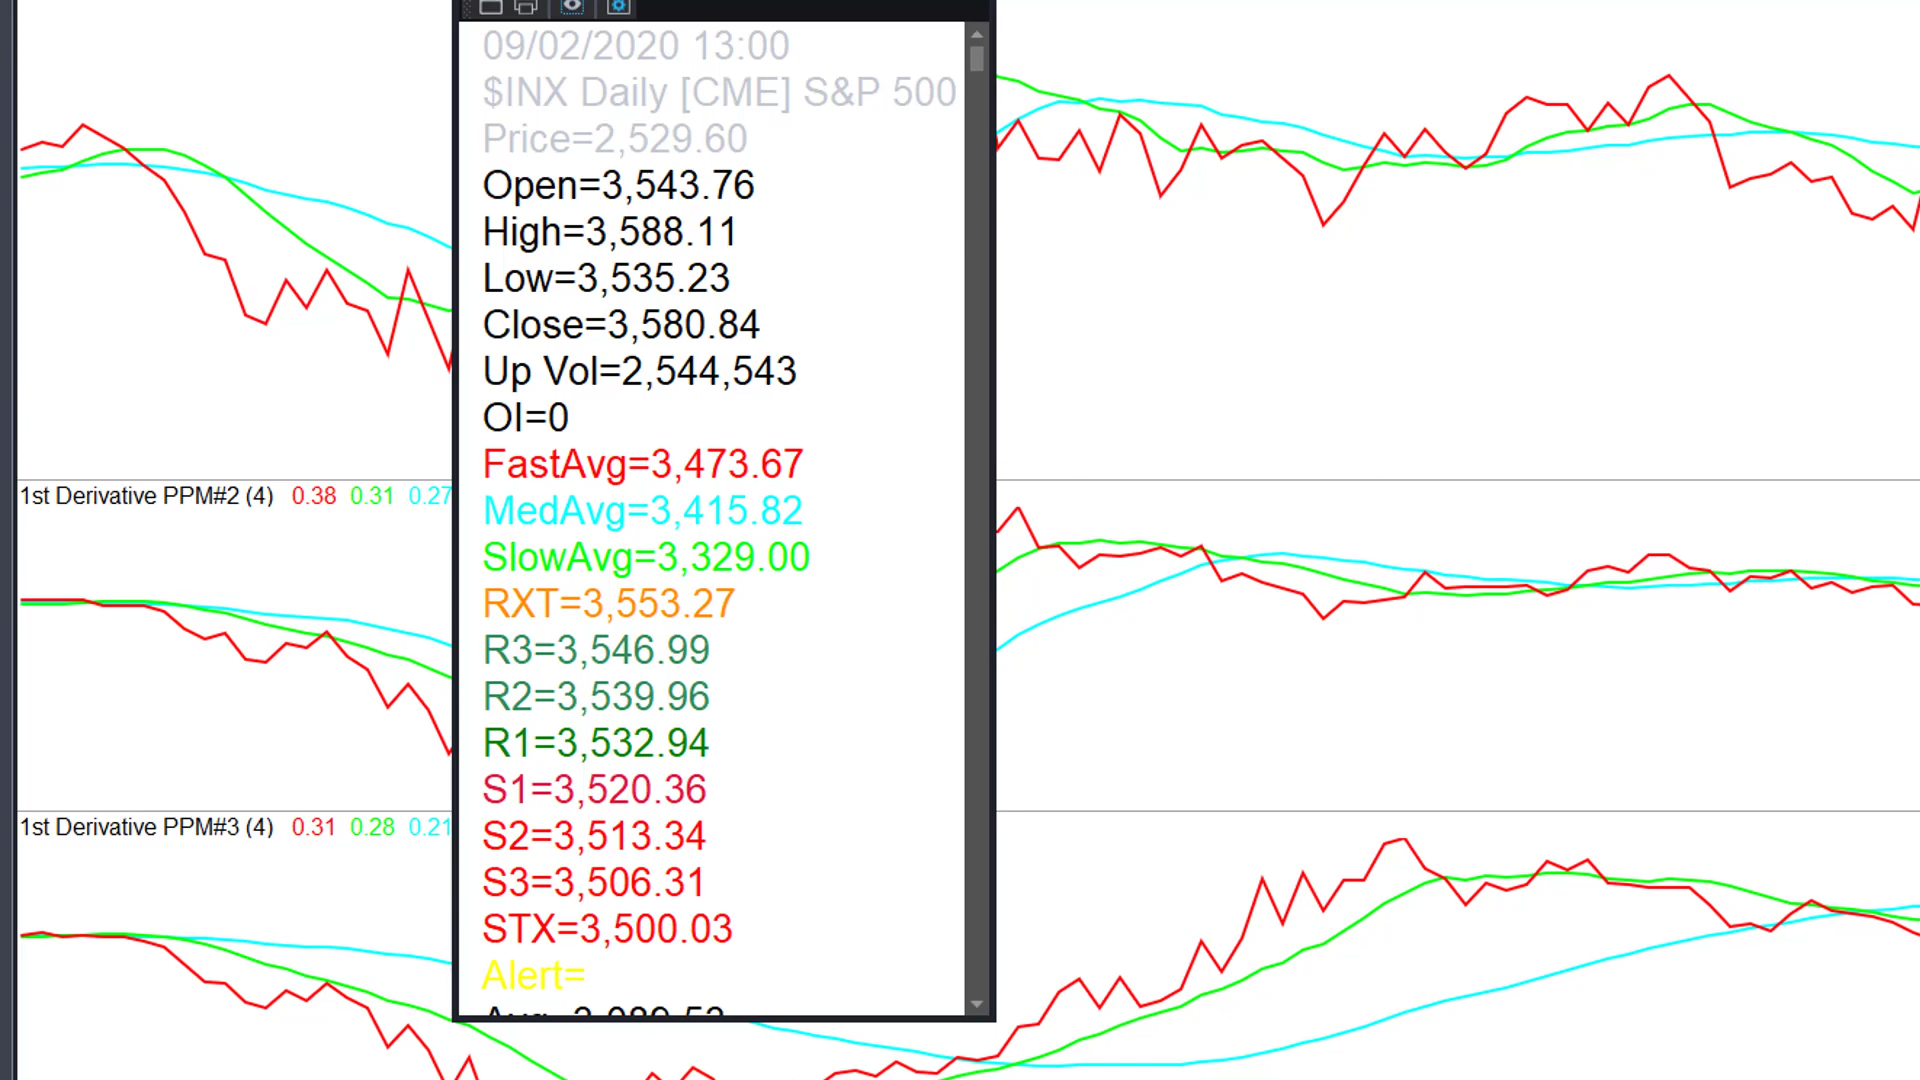 09/02/2020 13:00
$INX Daily [CME] S&P 500
Price=2,529.60
Open=3,543.76
High=3,588.11
Low=3,535.23
Close=3,580.84
Up Vol=2,544,543
OI=0
FastAvg=3,473.67
MedAvg=3,415.82
SlowAvg=3,329.00
RXT=3,553.27
R3=3,546.99
R2=3,539.96
R1=3,532.94
S1=3,520.36
S2=3,513.34
S3=3,506.31
STX=3,500.03
Alert=
1st Derivative PPM#2 (4) 0.38 0.31 0.27
1st Derivative PPM#3 (4) 0.31 0.28 0.21